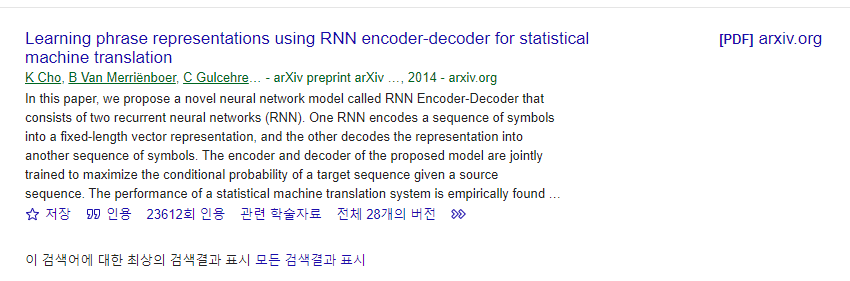 Learning phrase representations using RNN encoder-decoder for statistical
machine translation
[PDF] arxiv.org
K Cho, B Van Merriënboer, C Gulcehre… - arXiv preprint arXiv …, 2014 - arxiv.org
In this paper, we propose a novel neural network model called RNN Encoder-Decoder that
consists of two recurrent neural networks (RNN). One RNN encodes a sequence of symbols
into a fixed-length vector representation, and the other decodes the representation into
another sequence of symbols. The encoder and decoder of the proposed model are jointly
trained to maximize the conditional probability of a target sequence given a source
sequence. The performance of a statistical machine translation system is empirically found …
저장 인용 23612회 인용 관련 학술자료 전체 28개의 버전
이 검색어에 대한 최상의 검색결과 표시 모든 검색결과 표시